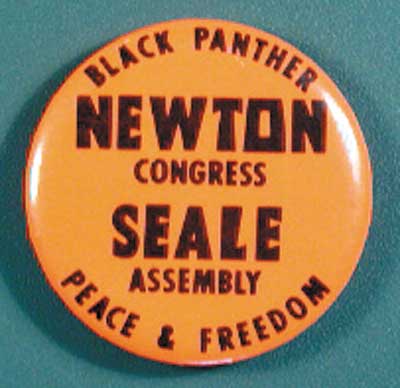 BLACK PANTHER
NEWTON
CONGRESS
SEALE
ASSEMBLY
PEACE & FREEDOM